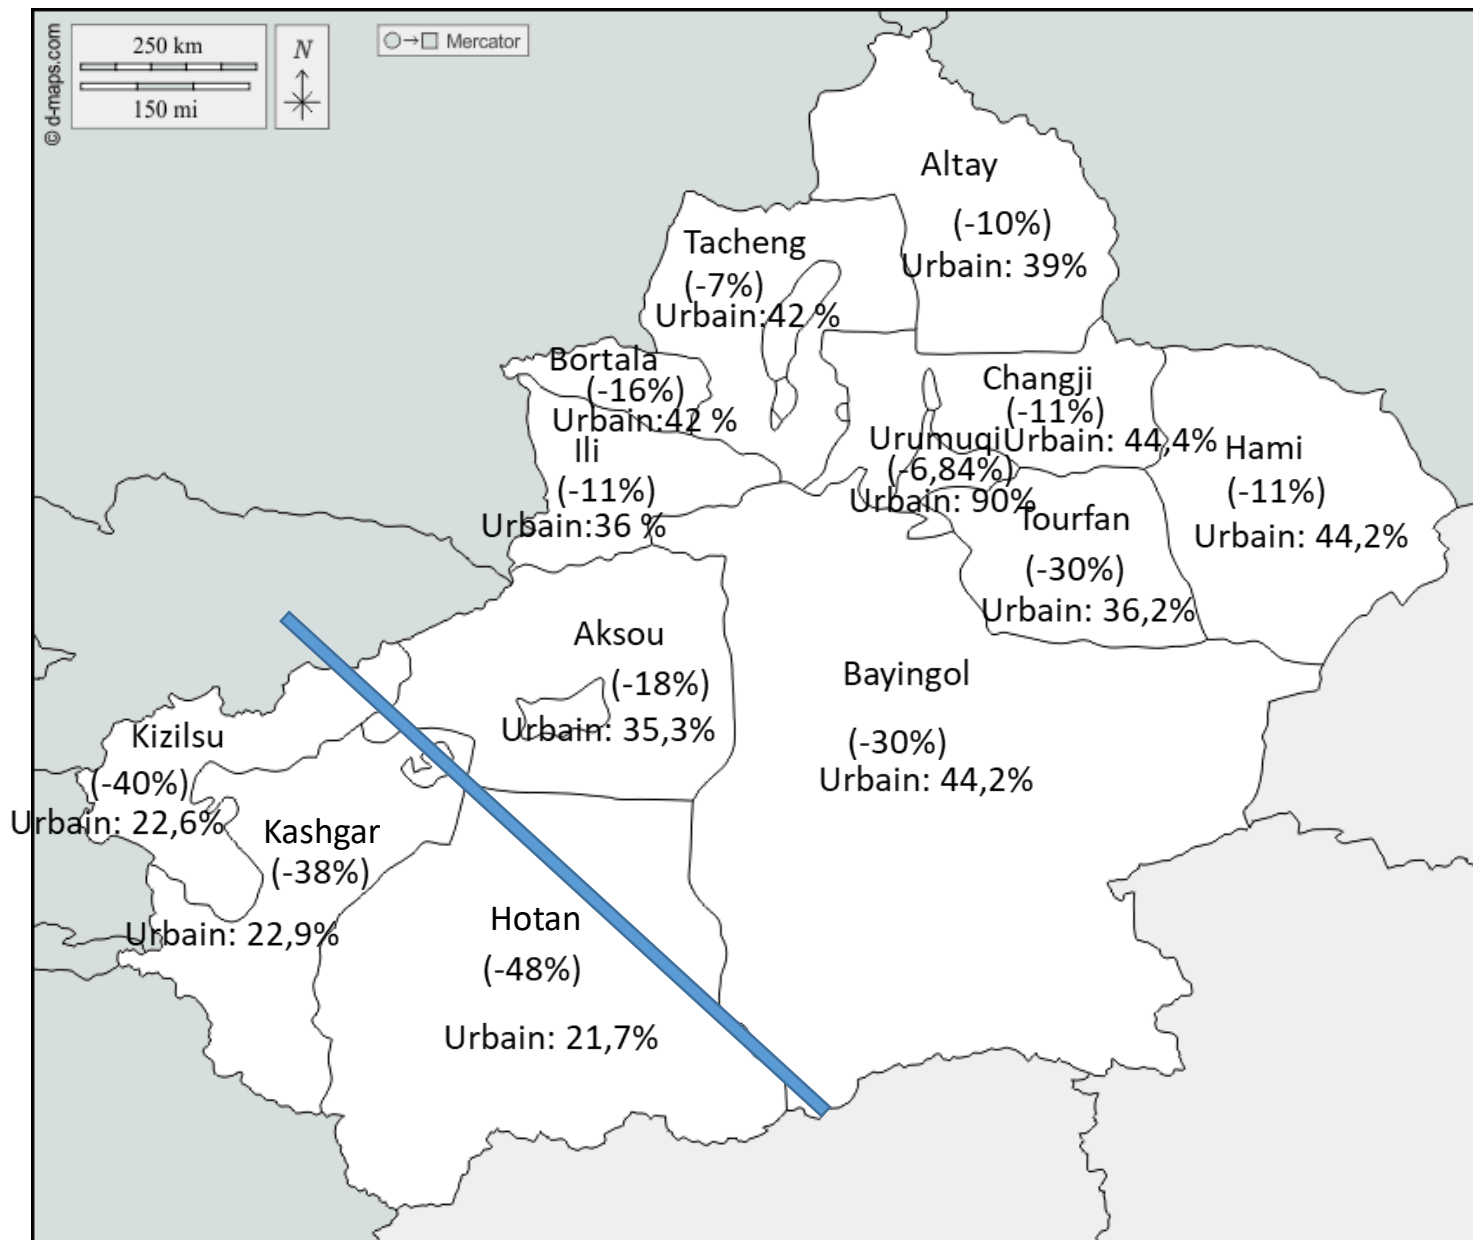 © d-maps.com
250 km
150 mi
N
Mercator
Altay
(-10%)
Urbain: 39%
Tacheng
(-7%)
Urbain:42 %
Bortala
(-16%)
Urbain:42 %
Ili
(-11%)
Urbain:36 %
Changji
(-11%)
Urbain: 44,4%
Urumuqi
(-6,84%)
Urbain: 90%
Hami
(-11%)
Urbain: 44,2%
Tourfan
(-30%)
Urbain: 36,2%
Aksou
(-18%)
Urbain: 35,3%
Bayingol
(-30%)
Urbain: 44,2%
Kizilsu
(-40%)
Urbain: 22,6%
Kashgar
(-38%)
Urbain: 22,9%
Hotan
(-48%)
Urbain: 21,7%